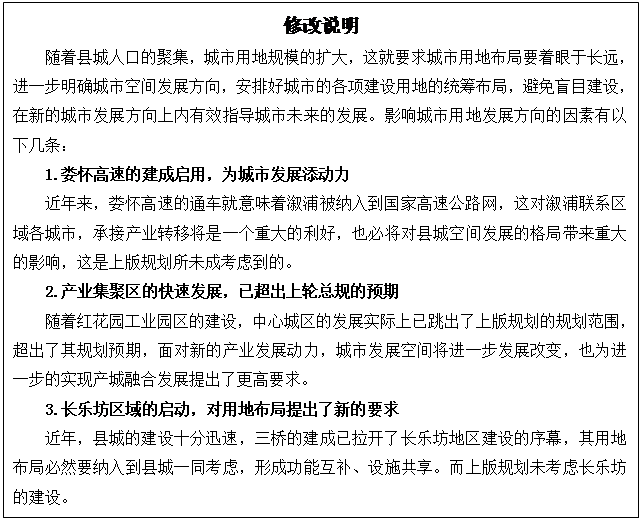 修改说明
随着县城人口的聚集，城市用地规模的扩大，这就要求城市用地布局要着眼于长远，
进一步明确城市空间发展方向，安排好城市的各项建设用地的统筹布局，避免盲目建设，
在新的城市发展方向上内有效指导城市未来的发展。影响城市用地发展方向的因素有以
下几条：
1.娄怀高速的建成启用，为城市发展添动力
近年来，娄怀高速的通车就意味着溆浦被纳入到国家高速公路网，这对溆浦联系区
域各城市，承接产业转移将是一个重大的利好，也必将对县城空间发展的格局带来重大
的影响，这是上版规划所未成考虑到的。
2.产业集聚区的快速发展，已超出上轮总规的预期
随着红花园工业园区的建设，中心城区的发展实际上已跳出了上版规划的规划范围，
超出了其规划预期，面对新的产业发展动力，城市发展空间将进一步发展改变，也为进
一步的实现产城融合发展提出了更高要求。
3.长乐坊区域的启动，对用地布局提出了新的要求
近年，县城的建设十分迅速，三桥的建成已拉开了长乐坊地区建设的序幕，其用地
布局必然要纳入到县城一同考虑，形成功能互补、设施共享。而上版规划未考虑长乐坊
的建设。